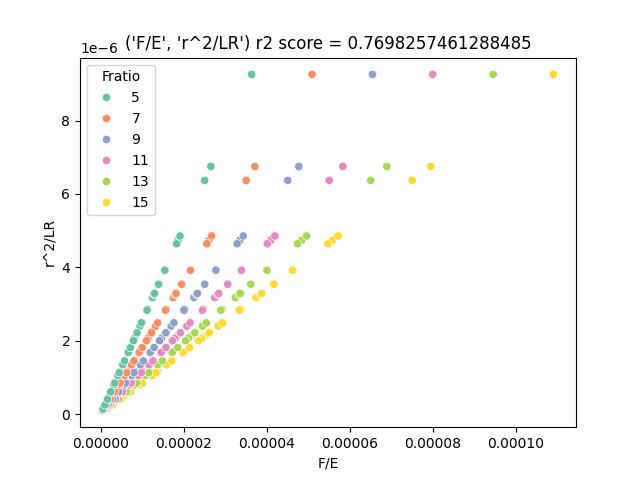 ('F/E', 'r^2/LR') r2 score = 0.7698257461288485
1e−6
Fratio
5
7
9
11
13
15
8
6
4
2
0
r^2/LR
0.00000 0.00002 0.00004 0.00006 0.00008 0.00010
F/E